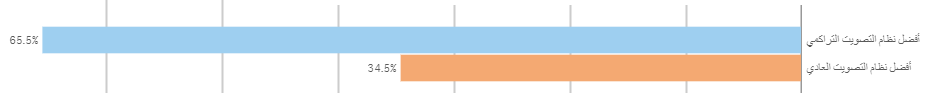 أفضل نظام التصويت التراكمي 65.5%
أفضل نظام التصويت العادي 34.5%